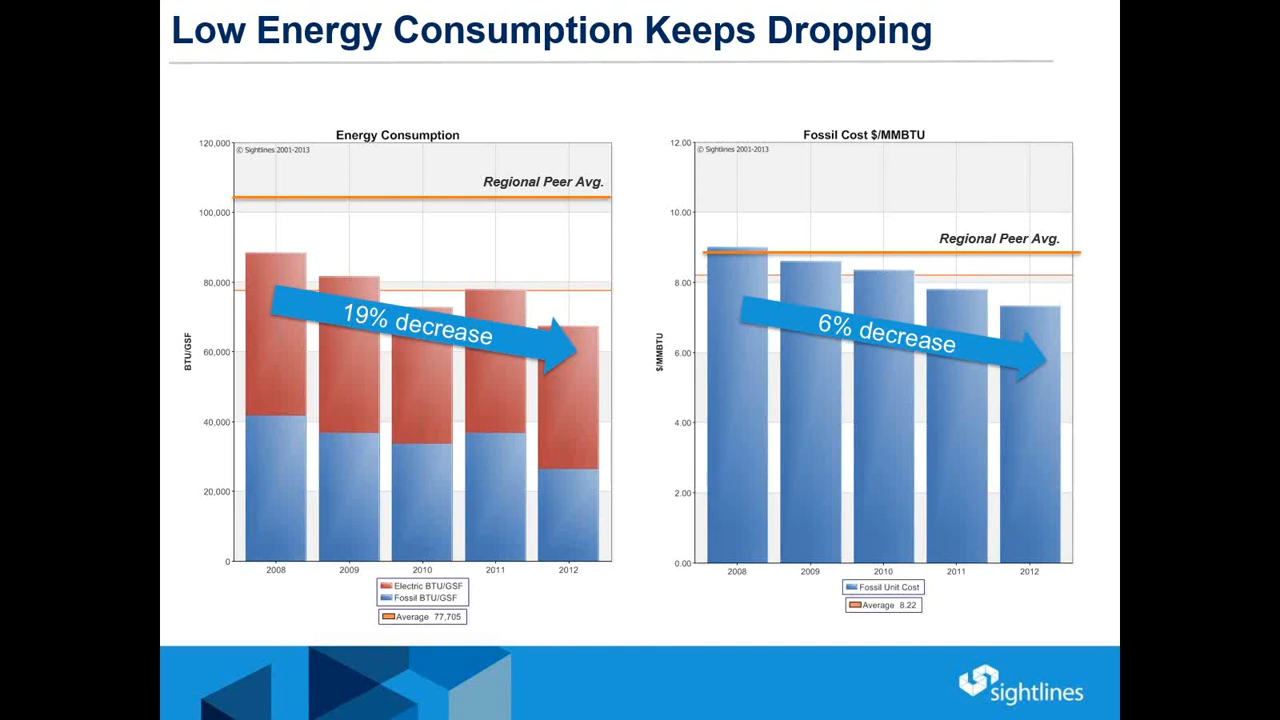 Low Energy Consumption Keeps Dropping
Energy Consumption
© Sightlines 2001-2013
Regional Peer Avg.
120,000
100,000
80,000
60,000
40,000
20,000
0
BTU/GSF
19% decrease
2008 2009 2010 2011 2012
Electric BTU/GSF
Fossil BTU/GSF
Average 77,705
Fossil Cost $/MMBTU
© Sightlines 2001-2013
Regional Peer Avg.
12.00
10.00
8.00
6.00
4.00
2.00
0.00
$/MMBTU
6% decrease
2008 2009 2010 2011 2012
Fossil Unit Cost
Average 8.22
sightlines